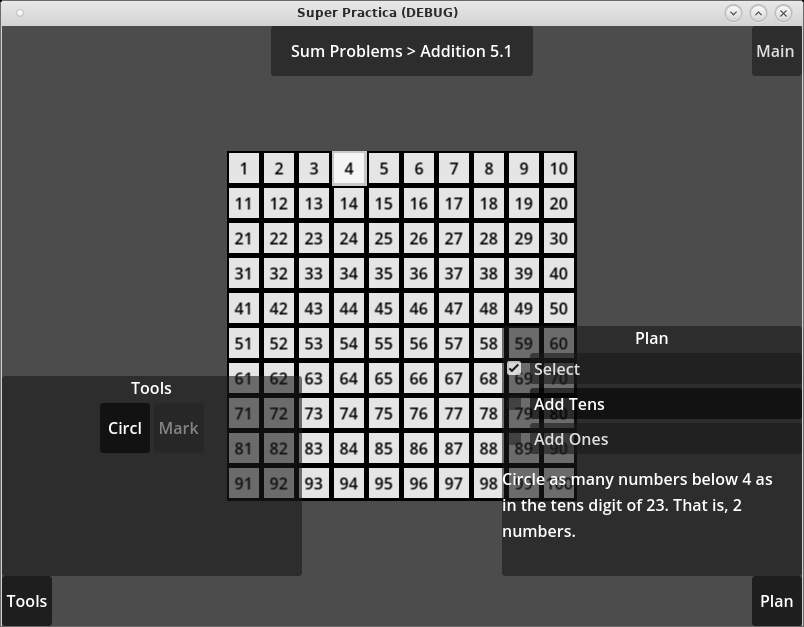 Super Practica (DEBUG)
Sum Problems > Addition 5.1
Main
1 2 3 4 5 6 7 8 9 10
11 12 13 14 15 16 17 18 19 20
21 22 23 24 25 26 27 28 29 30
31 32 33 34 35 36 37 38 39 40
41 42 43 44 45 46 47 48 49 50
51 52 53 54 55 56 57 58 59 60
61 62 63 64 65 66 67 68 69 70
71 72 73 74 75 76 77 78 79 80
81 82 83 84 85 86 87 88 89 90
91 92 93 94 95 96 97 98 99 100
Tools
Circl Mark
Plan
Select
Add Tens
Add Ones
Circle as many numbers below 4 as
in the tens digit of 23. That is, 2
numbers.
Tools
Plan